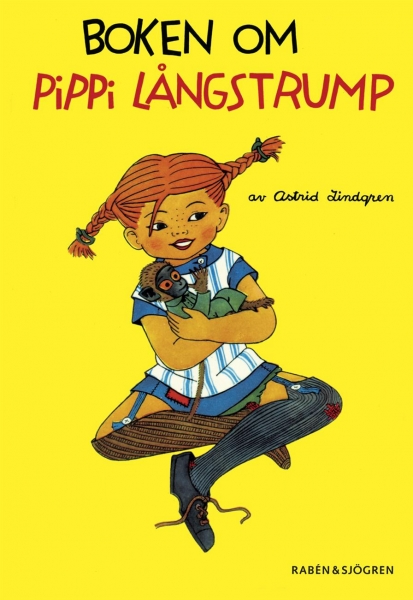 BOKEN OM
PiPPi LÅNGSTRUMP
av Astrid Lindgren
RABÉN&SJÖGREN